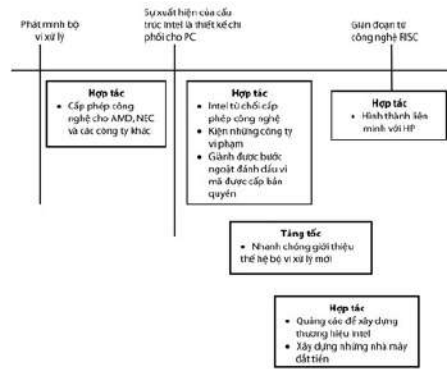 Phát minh bộ
vi xử lý
Sự xuất hiện của cấu
trúc Intel là thiết kế chi
phối cho PC
Gián đoạn từ
công nghệ RISC
Hợp tác
• Cấp phép công
nghệ cho AMD, NEC
và các công ty khác
Hợp tác
• Intel từ chối cấp
phép công nghệ
• Kiện những công ty
vi phạm
• Giành được bước
ngoặt đánh dấu vi
mã được cấp bản
quyền
Hợp tác
• Hình thành liên
minh với HP
Tăng tốc
• Nhanh chóng giới thiệu
thế hệ bộ vi xử lý mới
Hợp tác
• Quảng cáo để xây dựng
thương hiệu Intel
• Xây dựng những nhà máy
đắt tiền